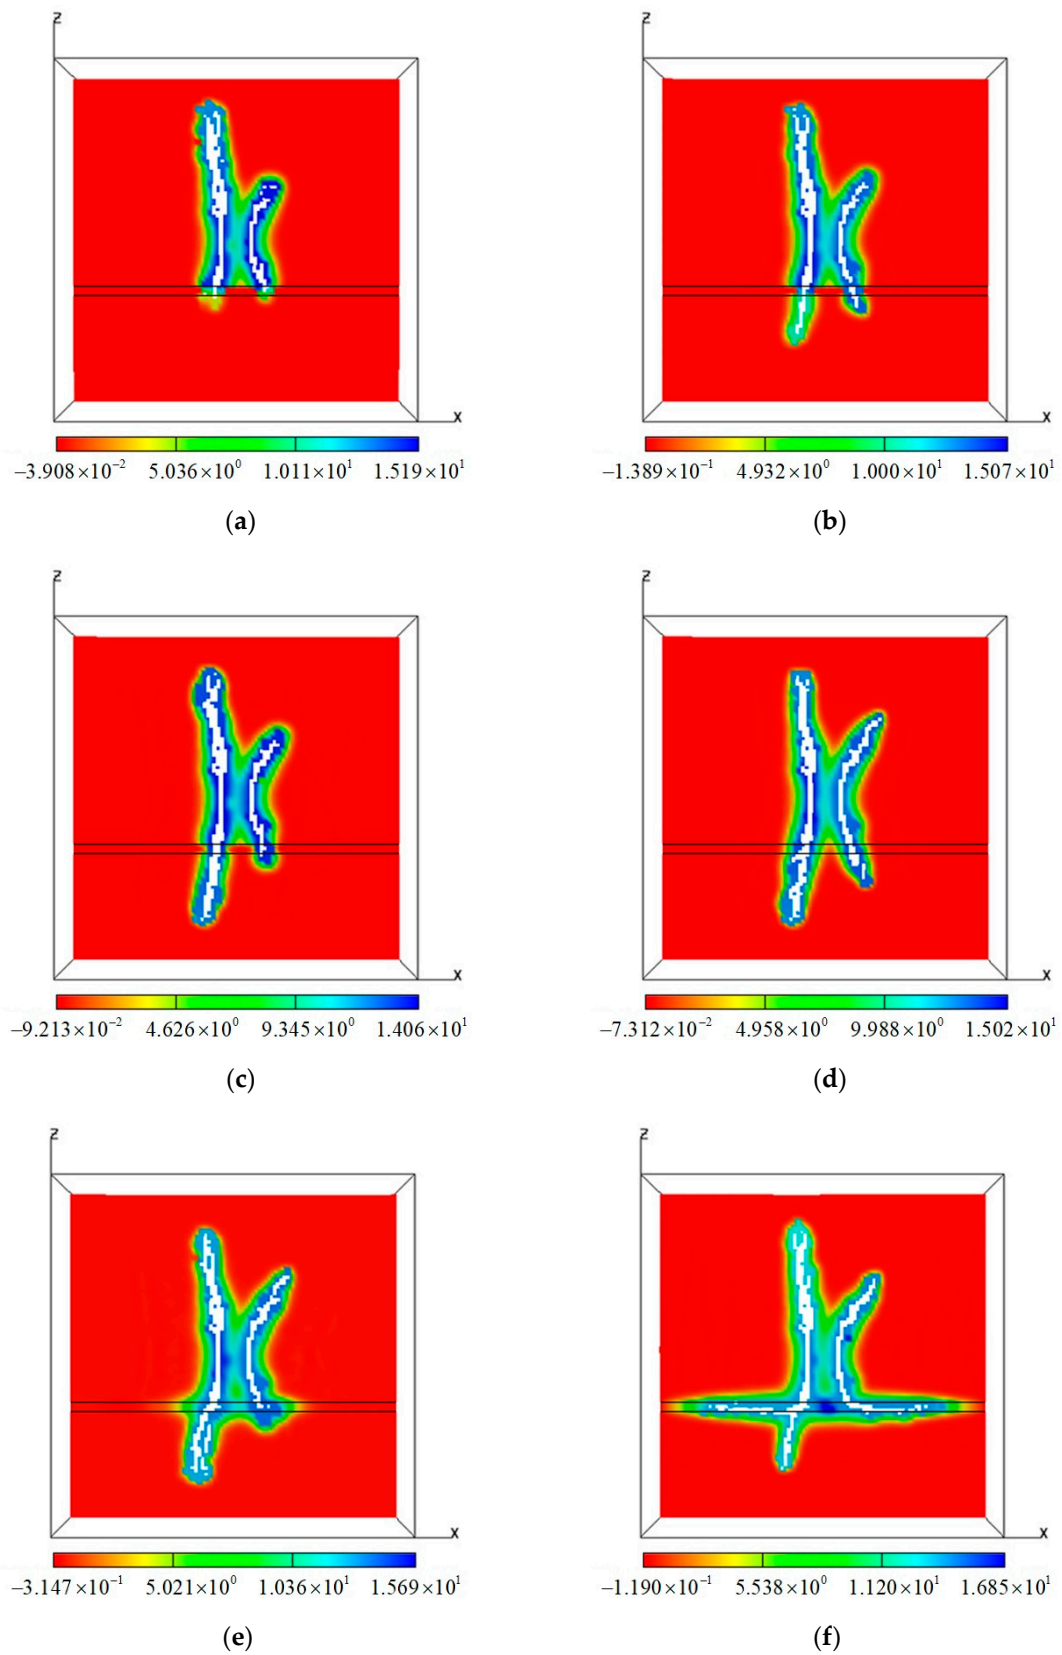 z z
x x
−3.908×10⁻² 5.036×10⁰ 1.011×10¹ 1.519×10¹ −1.389×10⁻¹ 4.932×10⁰ 1.000×10¹ 1.507×10¹
(a) (b)
z z
x x
−9.213×10⁻² 4.626×10⁰ 9.345×10⁰ 1.406×10¹ −7.312×10⁻² 4.958×10⁰ 9.988×10⁰ 1.502×10¹
(c) (d)
z z
x x
−3.147×10⁻¹ 5.021×10⁰ 1.036×10¹ 1.569×10¹ −1.190×10⁻¹ 5.538×10⁰ 1.120×10¹ 1.685×10¹
(e) (f)